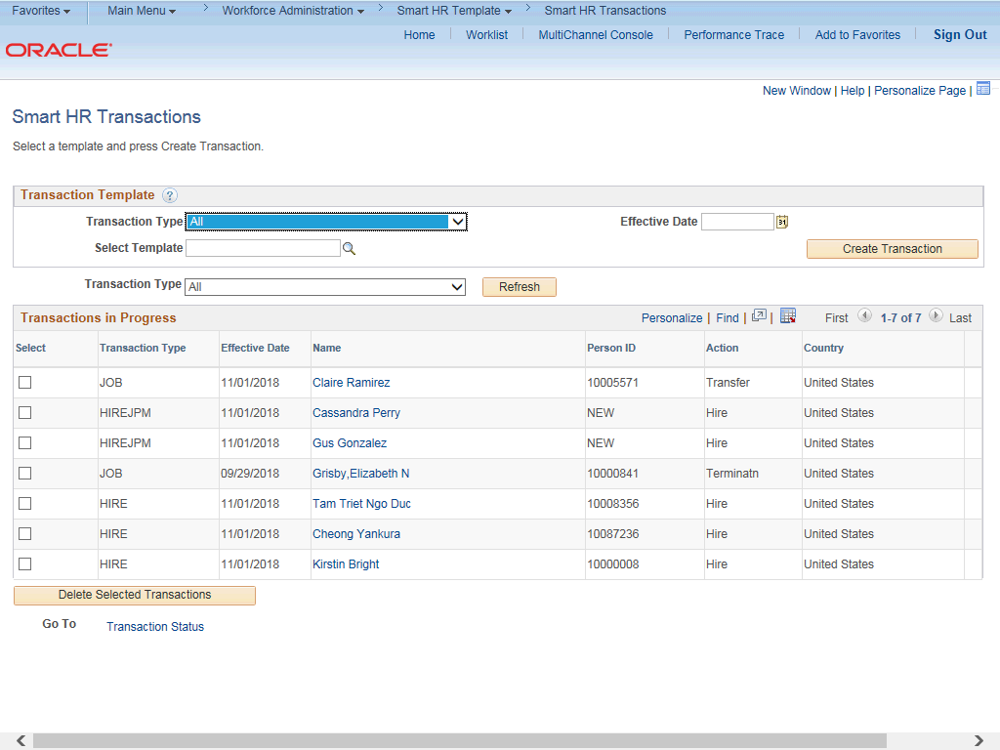 Favorites Main Menu Workforce Administration Smart HR Template Smart HR Transactions
Home Worklist MultiChannel Console Performance Trace Add to Favorites Sign Out
ORACLE
New Window | Help | Personalize Page |
Smart HR Transactions
Select a template and press Create Transaction.
Transaction Template ?
Transaction Type All Effective Date 31
Select Template Create Transaction
Transaction Type All Refresh
Transactions in Progress Personalize | Find | | First 1-7 of 7 Last
Select Transaction Type Effective Date Name Person ID Action Country
JOB 11/01/2018 Claire Ramirez 10005571 Transfer United States
HIREJPM 11/01/2018 Cassandra Perry NEW Hire United States
HIREJPM 11/01/2018 Gus Gonzalez NEW Hire United States
JOB 09/29/2018 Grisby,Elizabeth N 10000841 Terminatn United States
HIRE 11/01/2018 Tam Triet Ngo Duc 10008356 Hire United States
HIRE 11/01/2018 Cheong Yankura 10087236 Hire United States
HIRE 11/01/2018 Kirstin Bright 10000008 Hire United States
Delete Selected Transactions
Go To Transaction Status